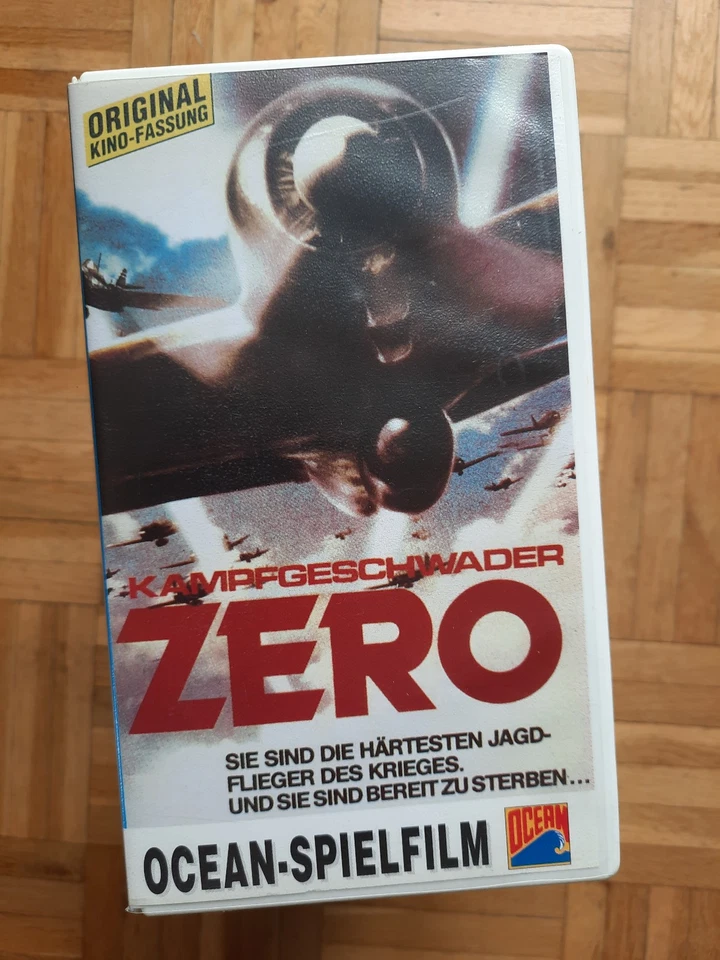 ORIGINAL
KINO-FASSUNG
KAMPFGESCHWADER
ZERO
SIE SIND DIE HÄRTESTEN JAGD-
FLIEGER DES KRIEGES.
UND SIE SIND BEREIT ZU STERBEN...
OCEAN-SPIELFILM
OCEAN